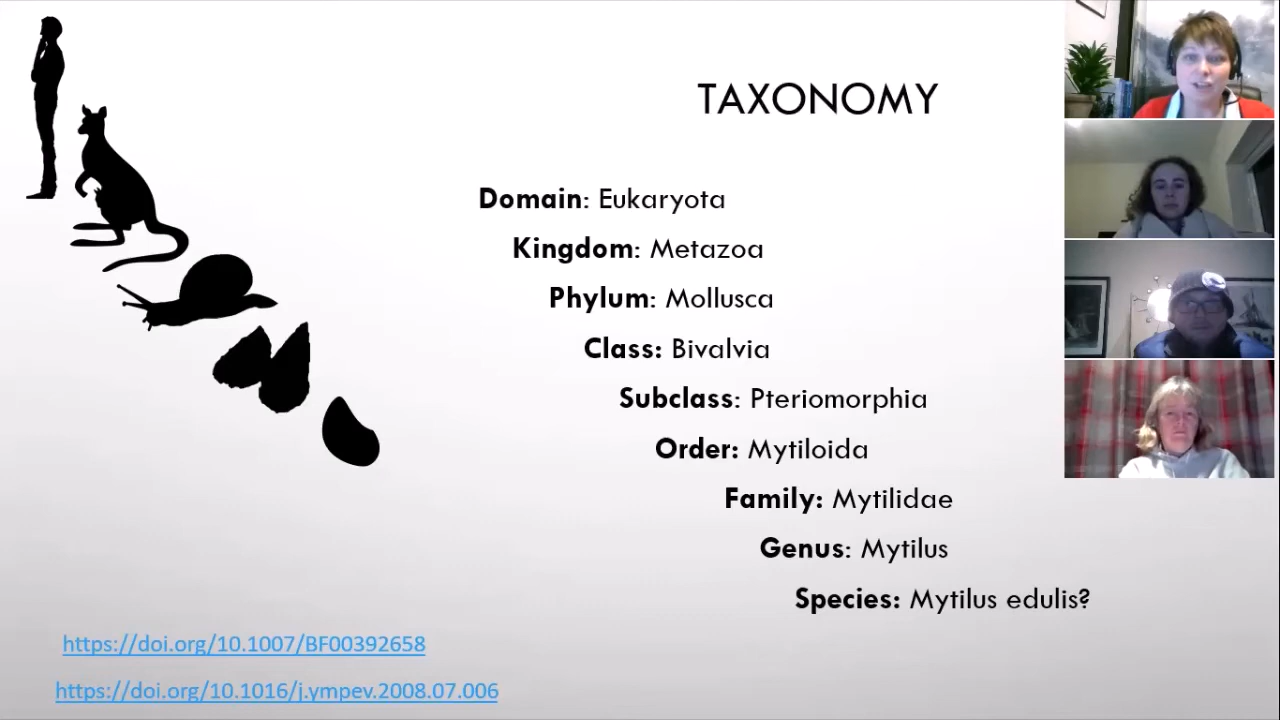 TAXONOMY
Domain: Eukaryota
Kingdom: Metazoa
Phylum: Mollusca
Class: Bivalvia
Subclass: Pteriomorphia
Order: Mytiloida
Family: Mytilidae
Genus: Mytilus
Species: Mytilus edulis?
https://doi.org/10.1007/BF00392658
https://doi.org/10.1016/j.ympev.2008.07.006